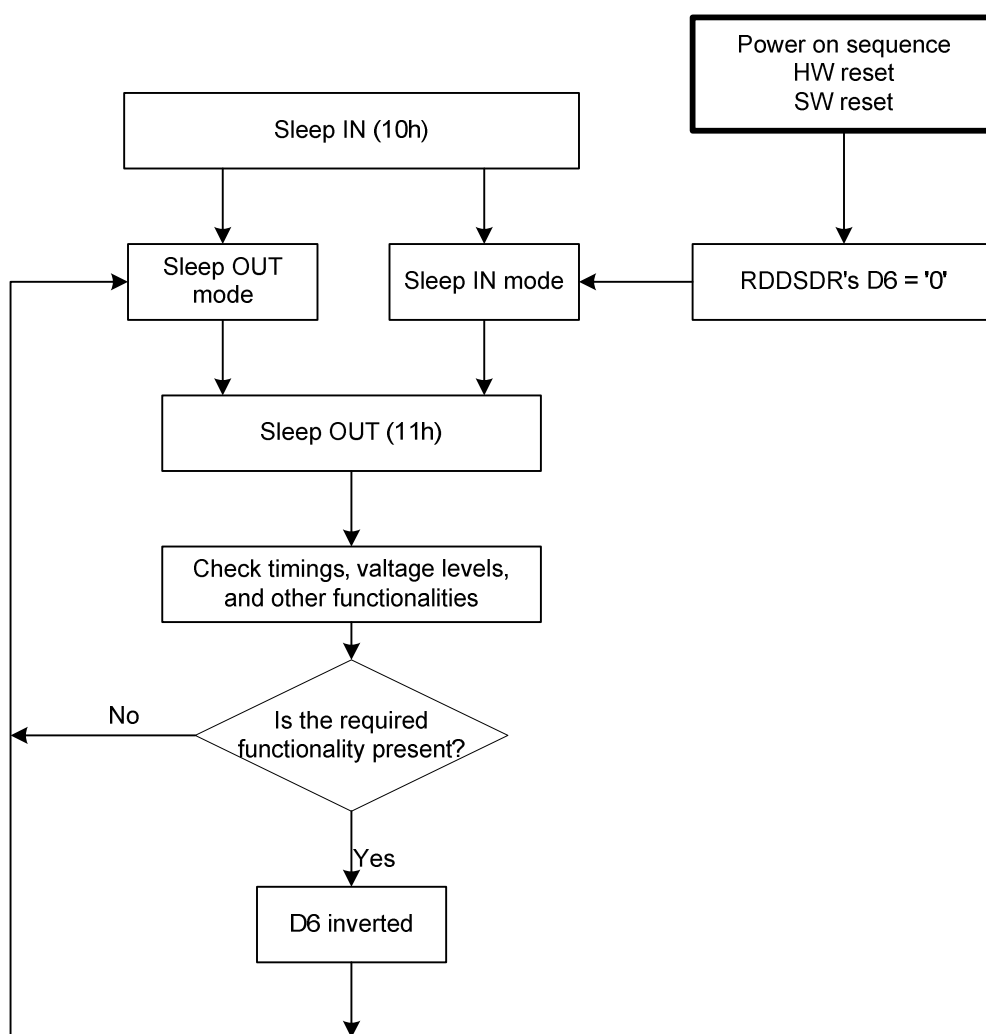 Power on sequence
HW reset
SW reset
Sleep IN (10h)
Sleep OUT
mode
Sleep IN mode
RDDSDR's D6 = '0'
Sleep OUT (11h)
Check timings, valtage levels,
and other functionalities
No
Is the required
functionality present?
Yes
D6 inverted